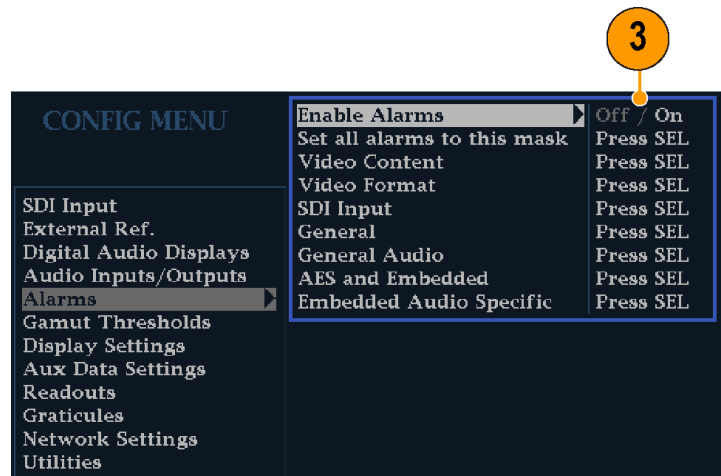 3
CONFIG MENU
SDI Input
External Ref.
Digital Audio Displays
Audio Inputs/Outputs
Alarms
Gamut Thresholds
Display Settings
Aux Data Settings
Readouts
Graticules
Network Settings
Utilities
Enable Alarms Off / On
Set all alarms to this mask Press SEL
Video Content Press SEL
Video Format Press SEL
SDI Input Press SEL
General Press SEL
General Audio Press SEL
AES and Embedded Press SEL
Embedded Audio Specific Press SEL